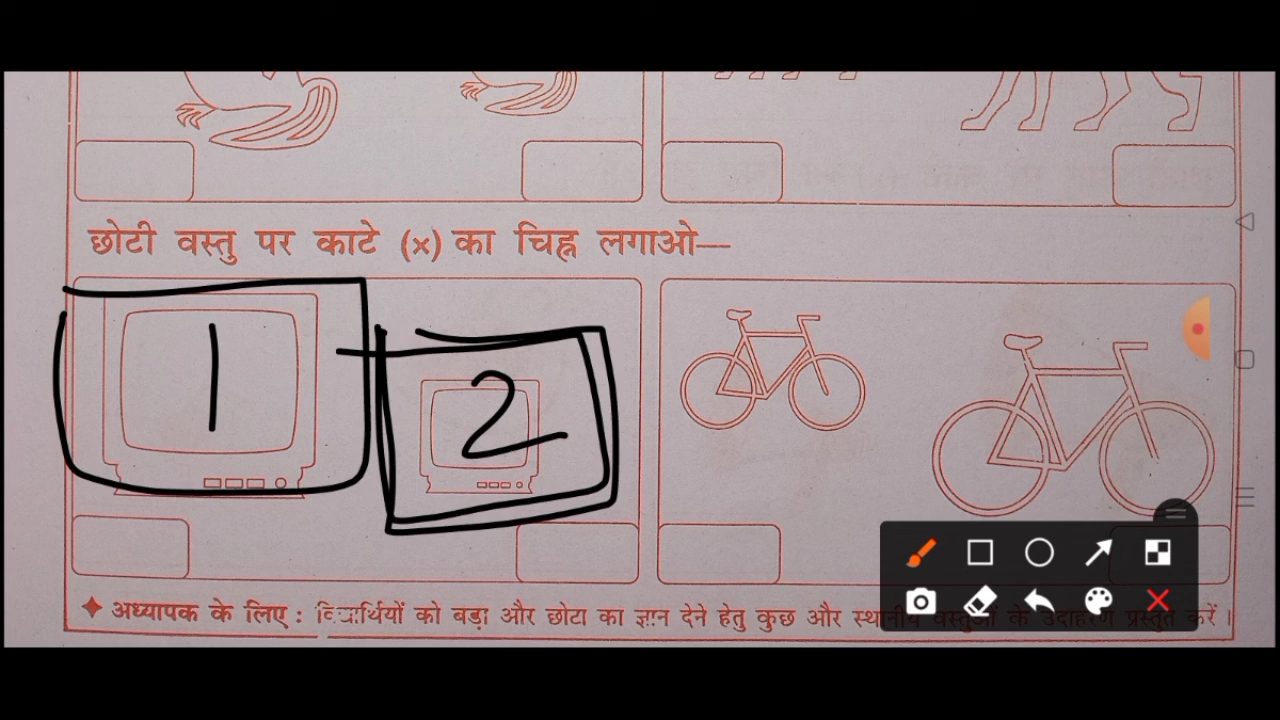 छोटी वस्तु पर काटे (x) का चिह्न लगाओ—
1
2
✦ अध्यापक के लिए : विद्यार्थियों को बड़ा और छोटा का ज्ञान देने हेतु कुछ और स्थानीय वस्तुओं के उदाहरण प्रस्तुत करें ।